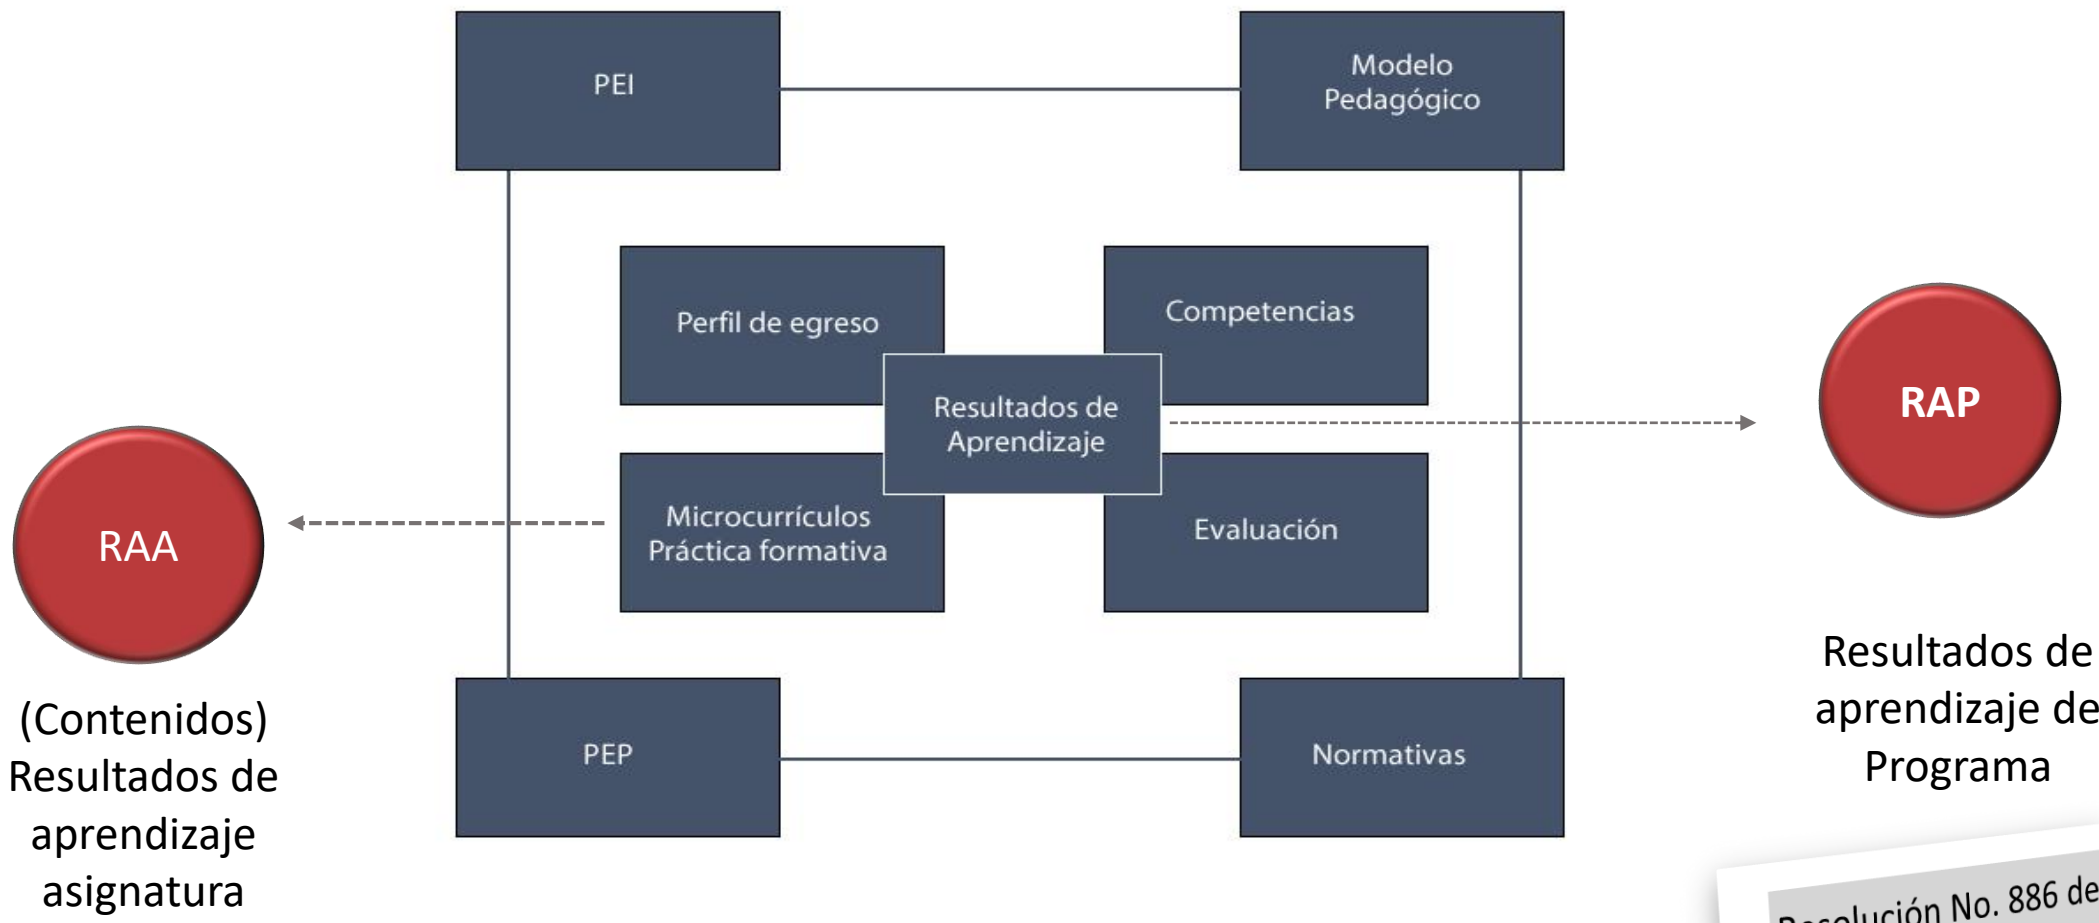 PEI
Modelo
Pedagógico
Perfil de egreso
Competencias
Resultados de
Aprendizaje
RAP
Microcurrículos
Práctica formativa
Evaluación
RAA
Resultados de
aprendizaje de
Programa
(Contenidos)
Resultados de
aprendizaje
asignatura
PEP
Normativas
Resolución No. 886 de